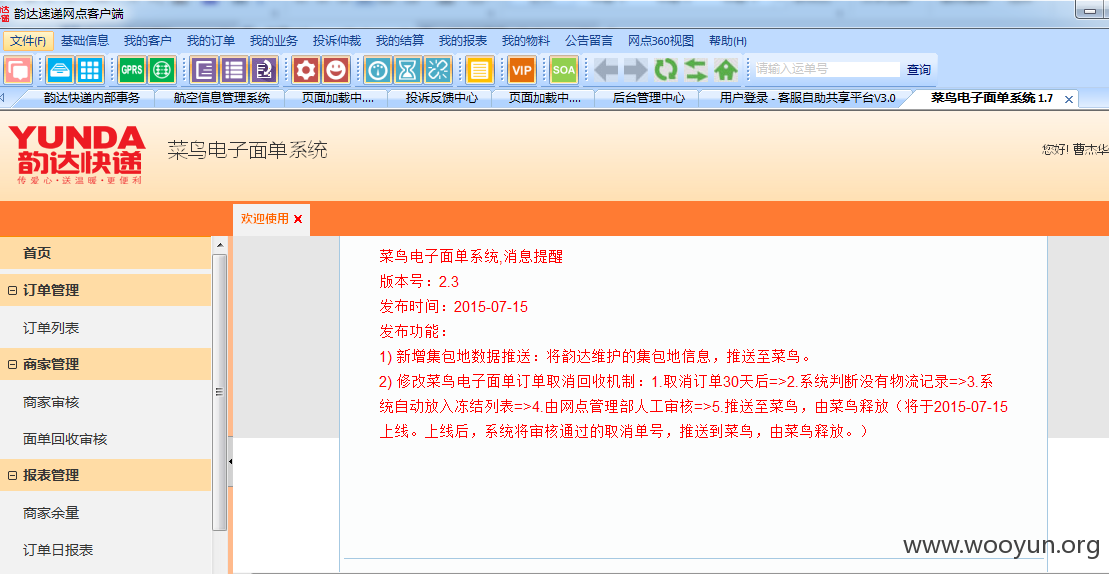 韵达速递网点客户端
文件(F) 基础信息 我的客户 我的订单 我的业务 投诉仲裁 我的结算 我的报表 我的物料 公告留言 网点360视图 帮助(H)
GPRS VIP SOA 请输入运单号 查询
韵达快递内部事务 航空信息管理系统 页面加载中.... 投诉反馈中心 页面加载中.... 后台管理中心 用户登录 - 客服自助共享平台V3.0 菜鸟电子面单系统 1.7
YUNDA
韵达快递
传爱心·送温暖·更便利
菜鸟电子面单系统
您好! 曹杰华
欢迎使用
首页
订单管理
订单列表
商家管理
商家审核
面单回收审核
报表管理
商家余量
订单日报表
菜鸟电子面单系统,消息提醒
版本号：2.3
发布时间：2015-07-15
发布功能：
1) 新增集包地数据推送：将韵达维护的集包地信息，推送至菜鸟。
2) 修改菜鸟电子面单订单取消回收机制：1.取消订单30天后=>2.系统判断没有物流记录=>3.系
统自动放入冻结列表=>4.由网点管理部人工审核=>5.推送至菜鸟，由菜鸟释放（将于2015-07-15
上线。上线后，系统将审核通过的取消单号，推送到菜鸟，由菜鸟释放。）
www.wooyun.org